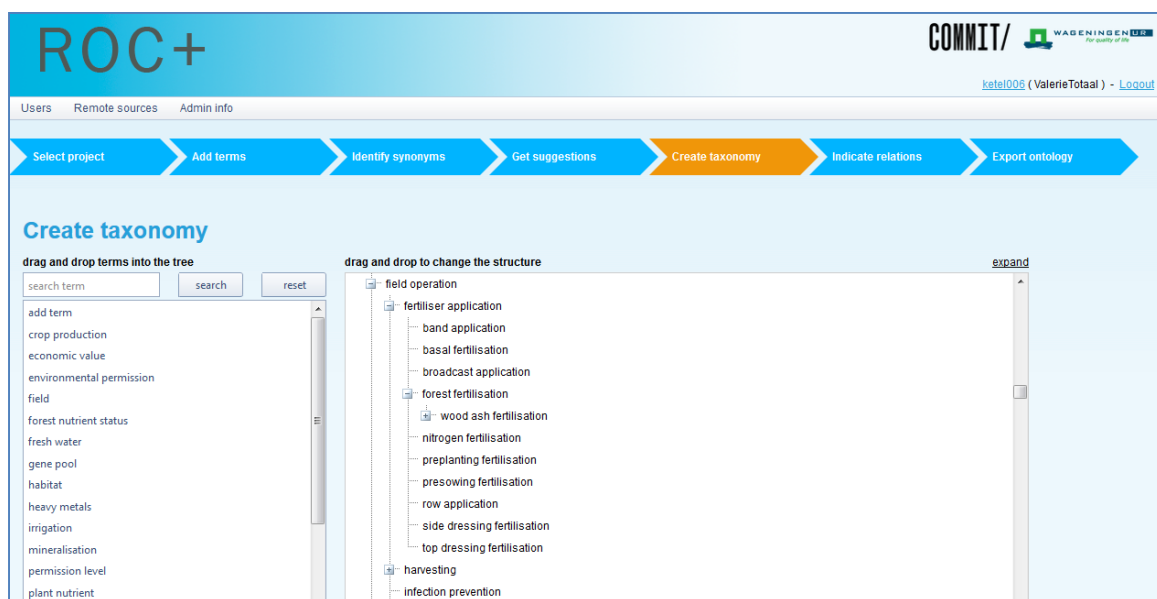 ROC+
COMMIT/ WAGENINGEN UR
For quality of life
ketel006 ( ValerieTotaal ) - Logout
Users Remote sources Admin info
Select project Add terms Identify synonyms Get suggestions Create taxonomy Indicate relations Export ontology
Create taxonomy
drag and drop terms into the tree
search term search reset
add term
crop production
economic value
environmental permission
field
forest nutrient status
fresh water
gene pool
habitat
heavy metals
irrigation
mineralisation
permission level
plant nutrient
drag and drop to change the structure expand
field operation
fertiliser application
band application
basal fertilisation
broadcast application
forest fertilisation
wood ash fertilisation
nitrogen fertilisation
preplanting fertilisation
presowing fertilisation
row application
side dressing fertilisation
top dressing fertilisation
harvesting
infection prevention